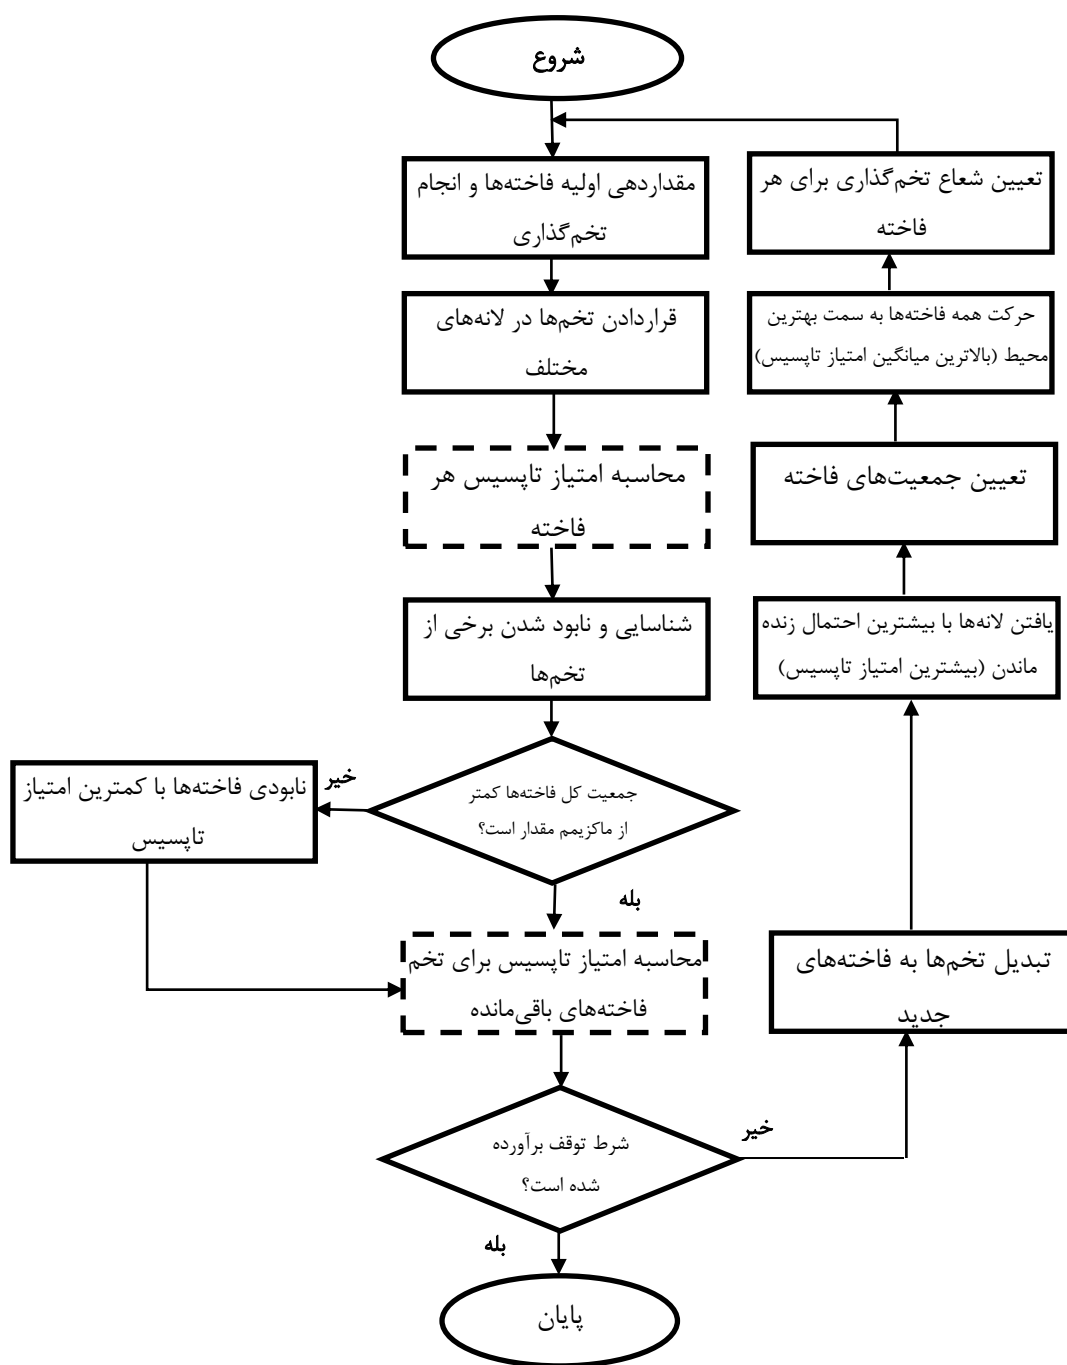 شروع
مقداردهی اولیه فاخته‌ها و انجام
تخم‌گذاری
قراردادن تخم‌ها در لانه‌های
مختلف
محاسبه امتیاز تاپسیس هر
فاخته
شناسایی و نابود شدن برخی از
تخم‌ها
جمعیت کل فاخته‌ها کمتر
از ماکزیمم مقدار است؟
خیر
نابودی فاخته‌ها با کمترین امتیاز
تاپسیس
بله
محاسبه امتیاز تاپسیس برای تخم
فاخته‌های باقی‌مانده
شرط توقف برآورده
شده است؟
خیر
تبدیل تخم‌ها به فاخته‌های
جدید
یافتن لانه‌ها با بیشترین احتمال زنده
ماندن (بیشترین امتیاز تاپسیس)
تعیین جمعیت‌های فاخته
حرکت همه فاخته‌ها به سمت بهترین
محیط (بالاترین میانگین امتیاز تاپسیس)
تعیین شعاع تخم‌گذاری برای هر
فاخته
بله
پایان